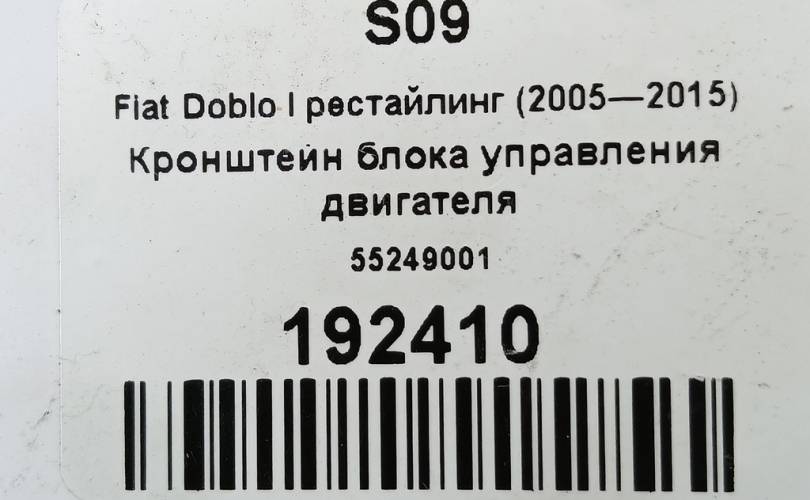 S09
Fiat Doblo I рестайлинг (2005—2015)
Кронштейн блока управления
двигателя
55249001
192410